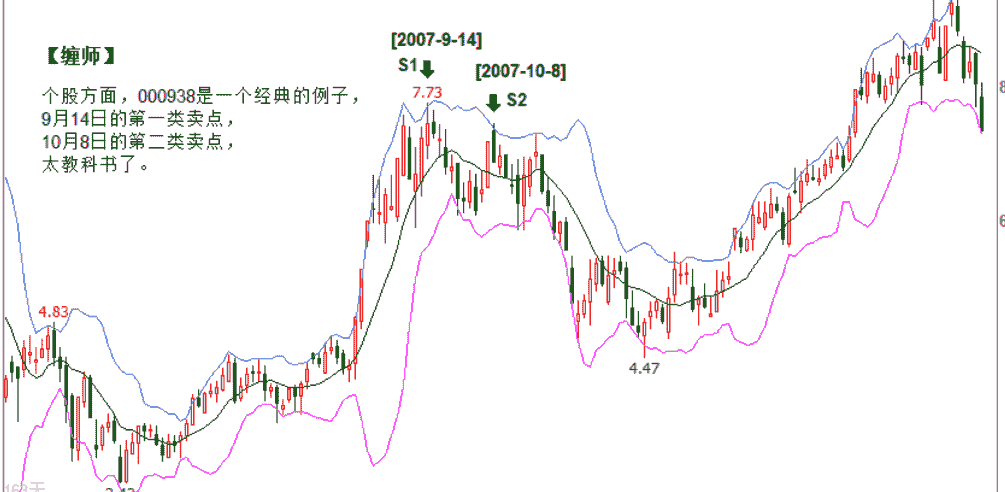 【缠师】
个股方面，000938是一个经典的例子，
9月14日的第一类卖点，
10月8日的第二类卖点，
太教科书了。
[2007-9-14]
S1
7.73
[2007-10-8]
S2
8
6
4.83
4.47